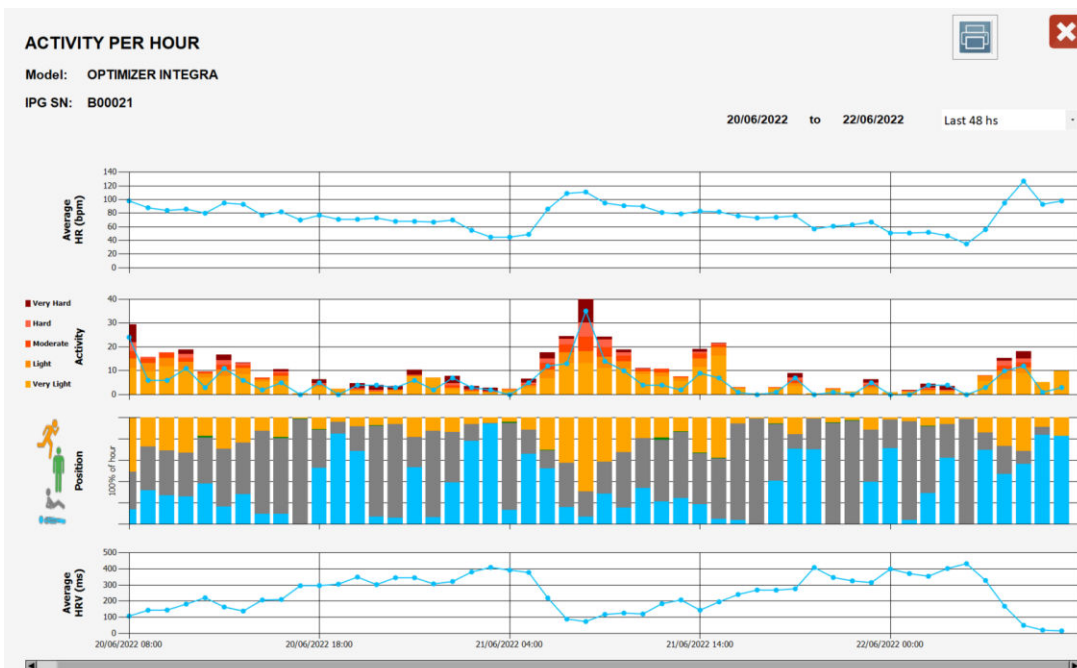 ACTIVITY PER HOUR
Model: OPTIMIZER INTEGRA
IPG SN: B00021
20/06/2022 to 22/06/2022 Last 48 hs
Average
HR (bpm)
140
120
100
80
60
40
20
0
Very Hard
Hard
Moderate
Light
Very Light
Activity
40
30
20
10
0
Position
100% of hour
Average
HRV (ms)
500
400
300
200
100
0
20/06/2022 08:00 20/06/2022 18:00 21/06/2022 04:00 21/06/2022 14:00 22/06/2022 00:00